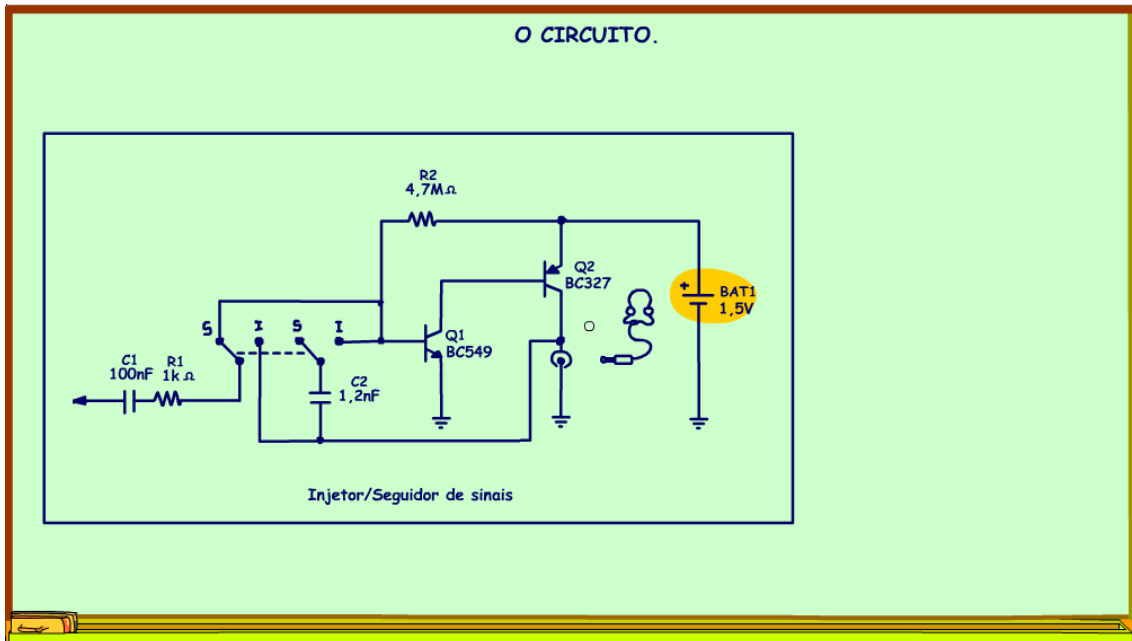 O CIRCUITO.
R2
4,7MΩ
Q2
BC327
+
BAT1
1,5V
S
I
S
I
Q1
BC549
C1
100nF
R1
1kΩ
C2
1,2nF
Injetor/Seguidor de sinais